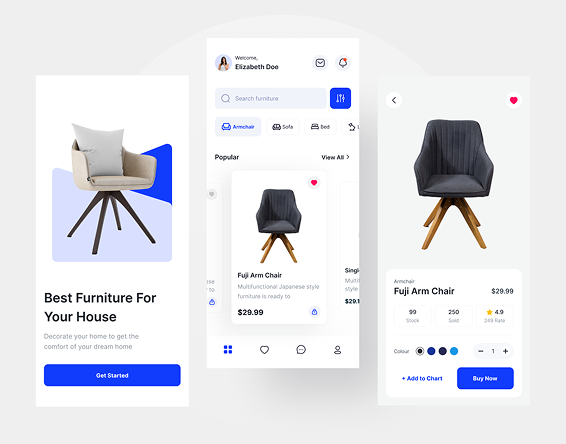 Best Furniture For
Your House
Decorate your home to get the
comfort of your dream home
Get Started
Welcome,
Elizabeth Doe
Search furniture
Armchair
Sofa
Bed
L
Popular
View All
Fuji Arm Chair
Multifunctional Japanese style
furniture is ready to
$29.99
e
Single
Multif
furnitu
Armchair
Fuji Arm Chair
$29.99
99
Stock
250
Sold
4.9
249 Rate
Colour
1
+ Add to Chart
Buy Now